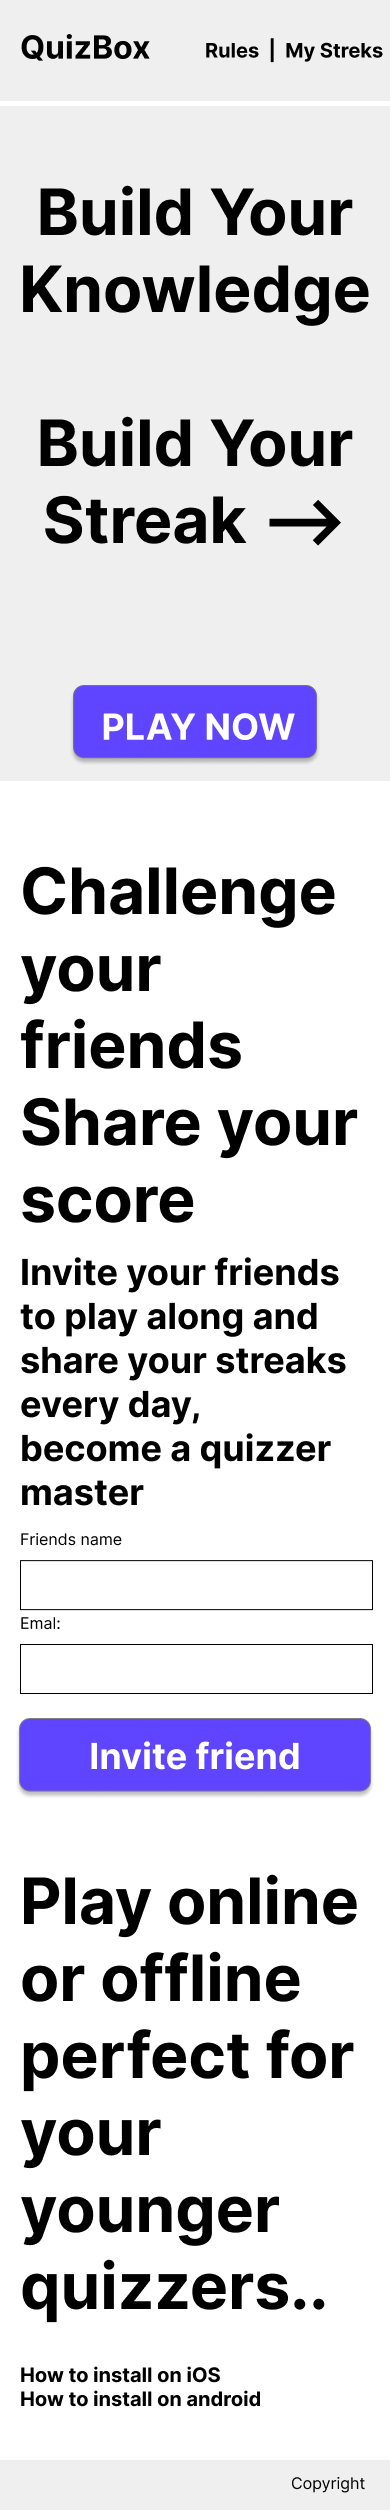 QuizBox
Rules | My Streks
Build Your
Knowledge
Build Your
Streak →
PLAY NOW
Challenge
your
friends
Share your
score
Invite your friends
to play along and
share your streaks
every day,
become a quizzer
master
Friends name
Emal:
Invite friend
Play online
or offline
perfect for
your
younger
quizzers..
How to install on iOS
How to install on android
Copyright